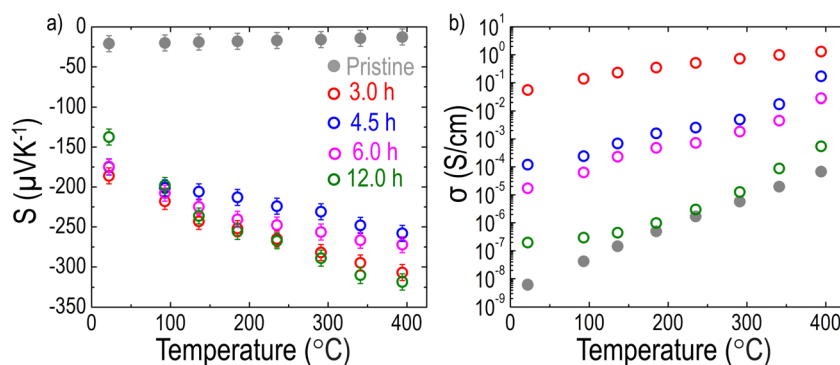 a)
0
-50
-100
-150
-200
-250
-300
-350
S (µVK⁻¹)
Pristine
3.0 h
4.5 h
6.0 h
12.0 h
0 100 200 300 400
Temperature (°C)
b)
10¹
10⁰
10⁻¹
10⁻²
10⁻³
10⁻⁴
10⁻⁵
10⁻⁶
10⁻⁷
10⁻⁸
10⁻⁹
σ (S/cm)
0 100 200 300 400
Temperature (°C)